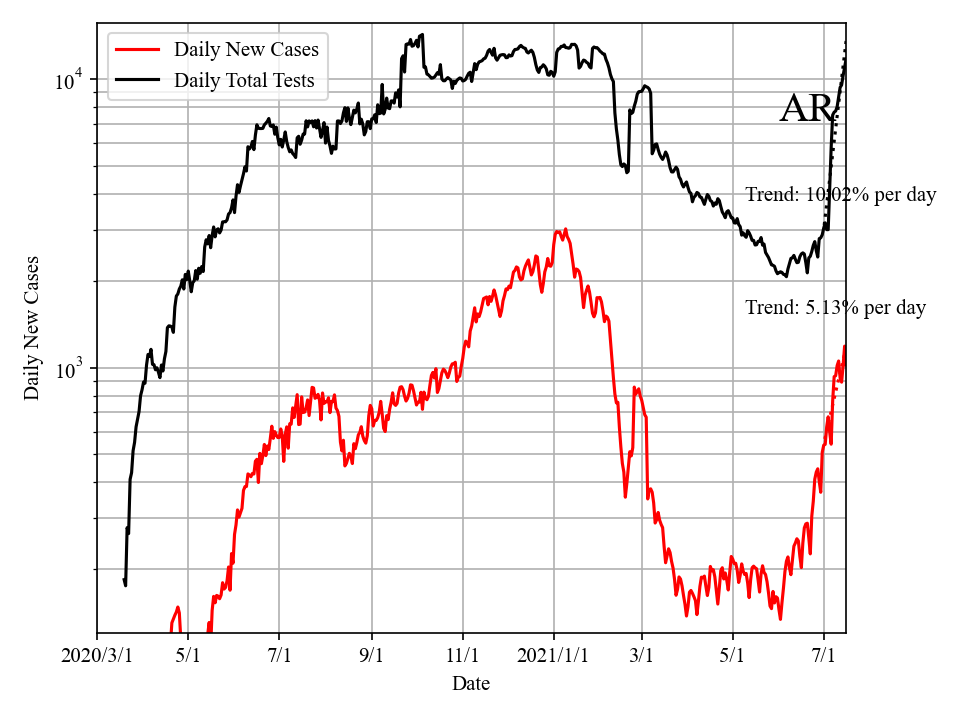 Daily New Cases
Daily Total Tests
AR
Trend: 10.02% per day
Trend: 5.13% per day
10^4
10^3
Daily New Cases
2020/3/1 5/1 7/1 9/1 11/1 2021/1/1 3/1 5/1 7/1
Date